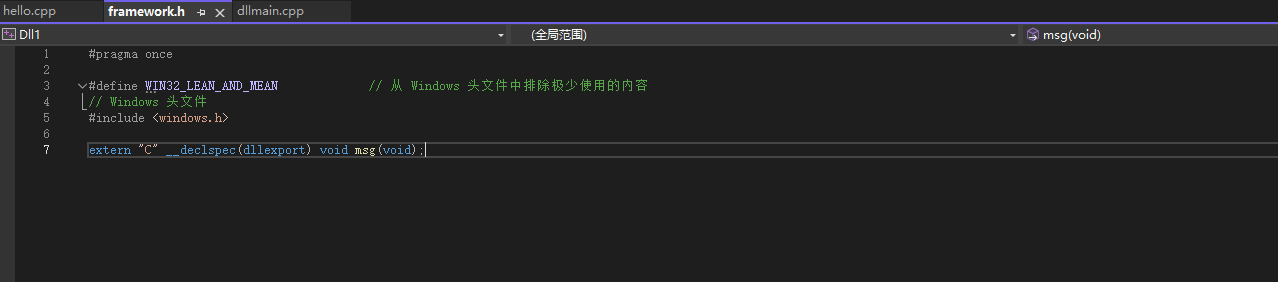 hello.cpp framework.h dllmain.cpp
Dll1 (全局范围) msg(void)
1 #pragma once
2
3 #define WIN32_LEAN_AND_MEAN // 从 Windows 头文件中排除极少使用的内容
4 // Windows 头文件
5 #include <windows.h>
6
7 extern "C" __declspec(dllexport) void msg(void);